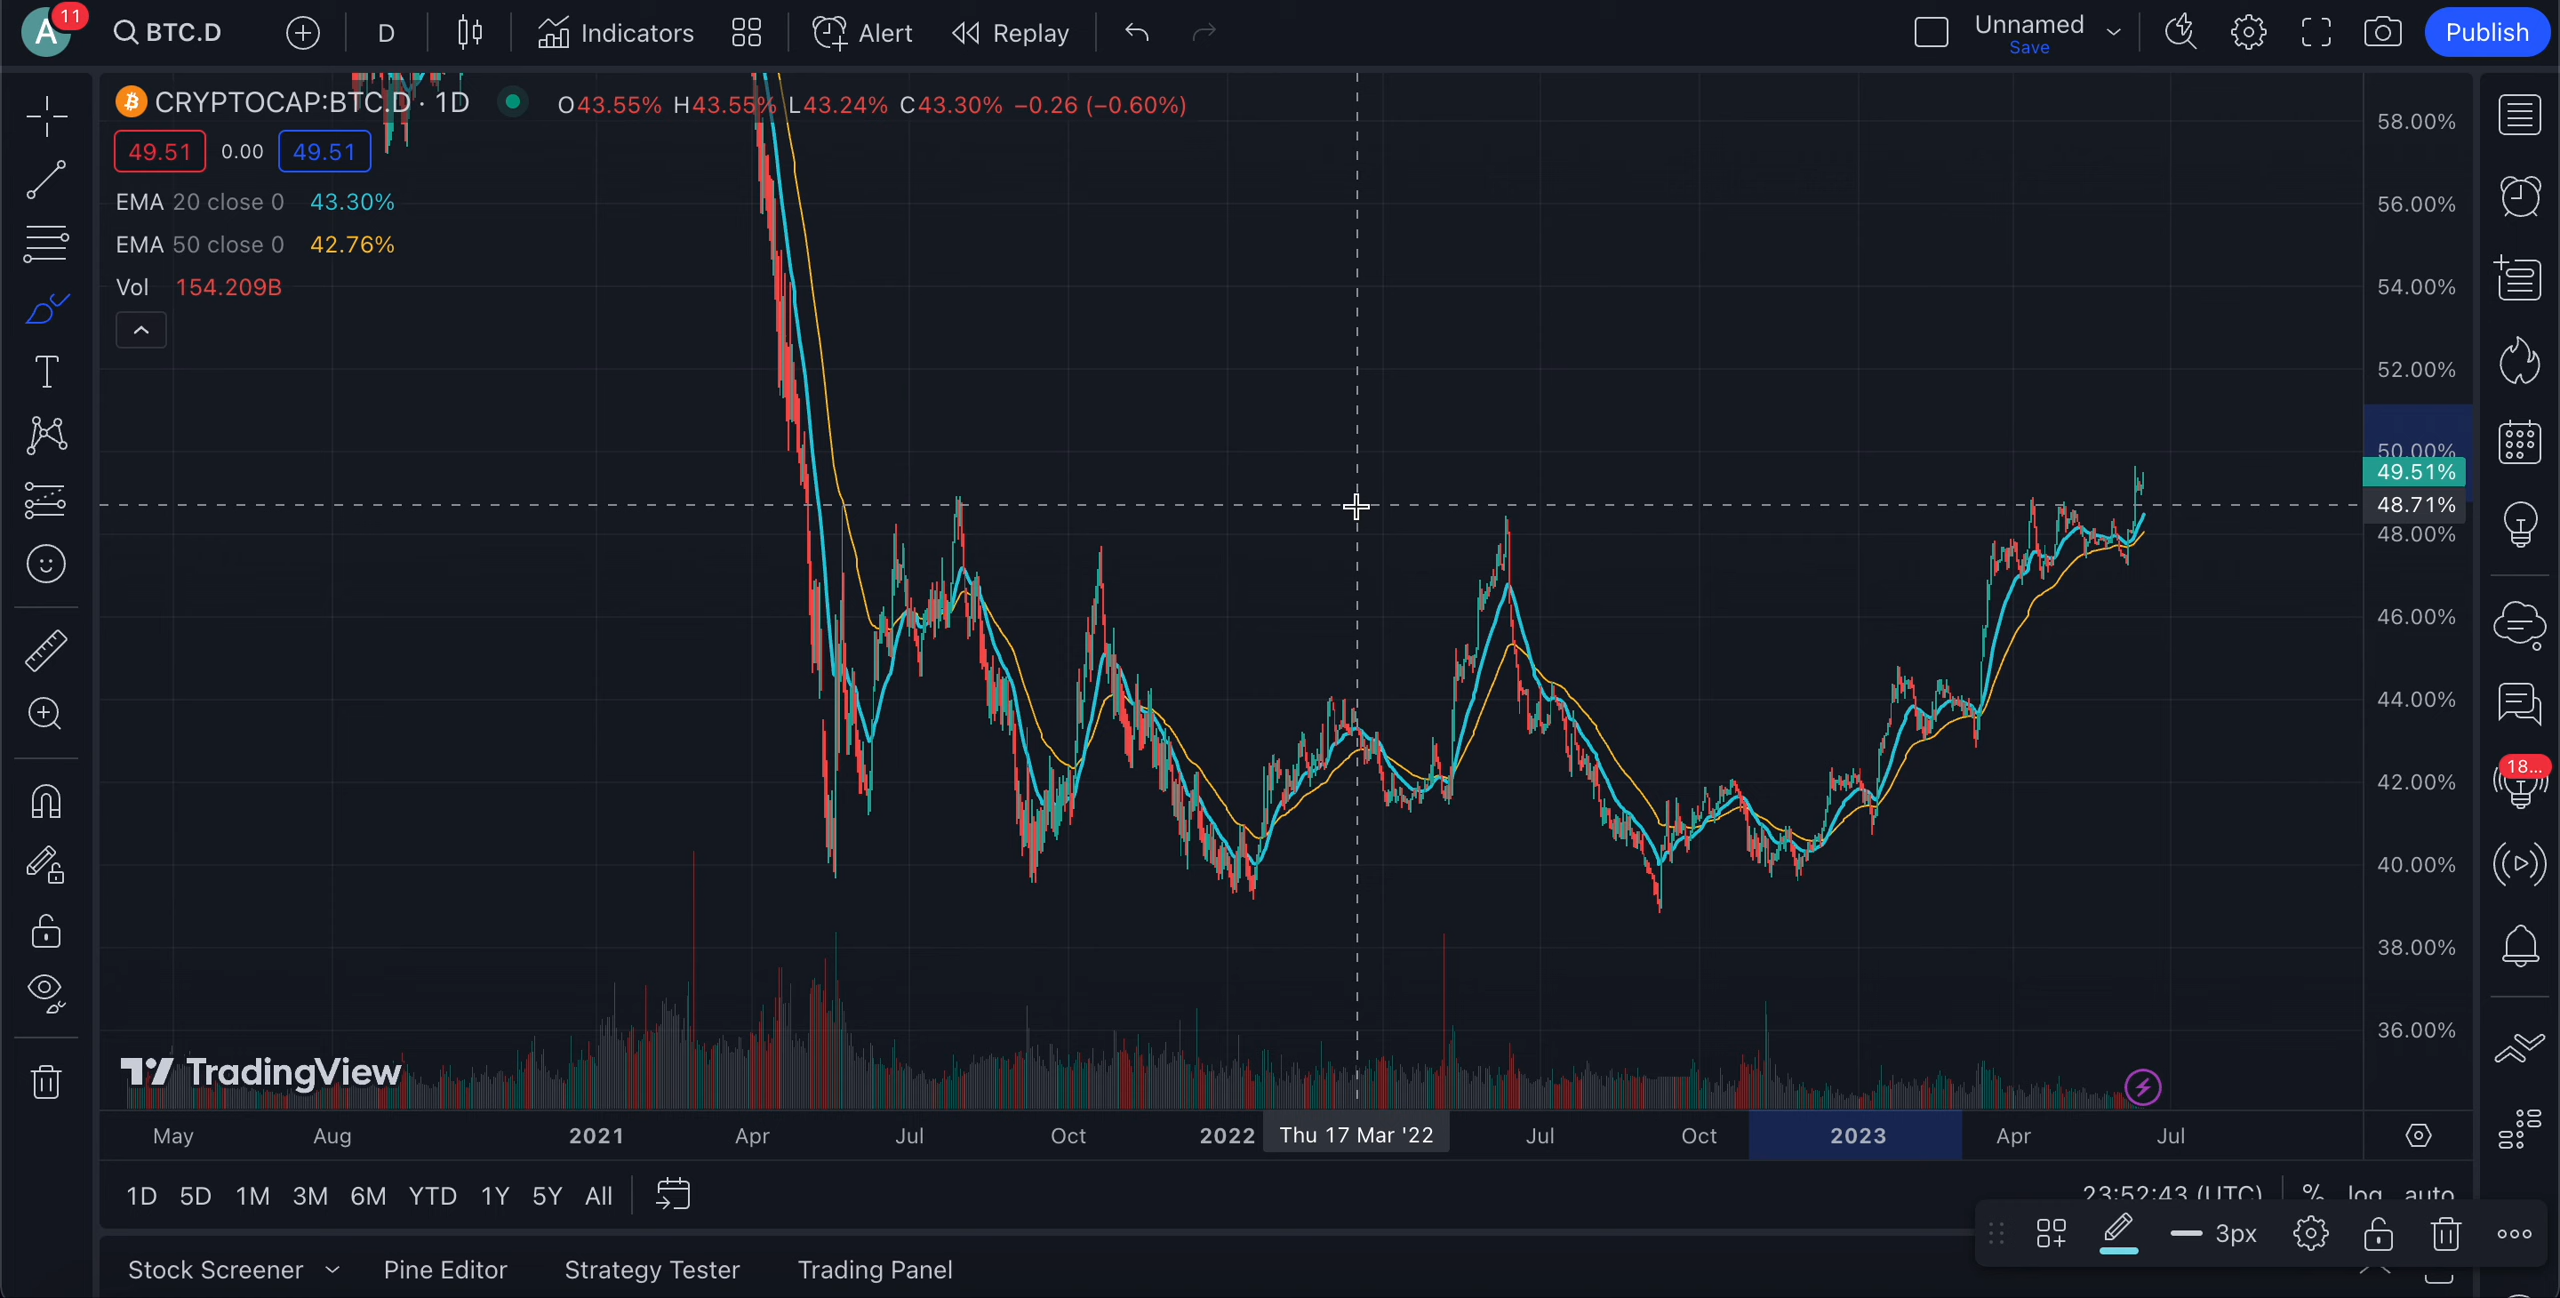 A 11 BTC.D D Indicators Alert Replay Unnamed Publish
Save
CRYPTOCAP:BTC.D · 1D O43.55% H43.55% L43.24% C43.30% −0.26 (−0.60%)
49.51 0.00 49.51
EMA 20 close 0 43.30%
EMA 50 close 0 42.76%
Vol 154.209B
58.00%
56.00%
54.00%
52.00%
50.00%
49.51%
48.71%
48.00%
46.00%
44.00%
42.00%
40.00%
38.00%
36.00%
18...
TradingView
May Aug 2021 Apr Jul Oct 2022 Thu 17 Mar '22 Jul Oct 2023 Apr Jul
1D 5D 1M 3M 6M YTD 1Y 5Y All 23:52:43 (UTC) % log auto
3px
Stock Screener Pine Editor Strategy Tester Trading Panel